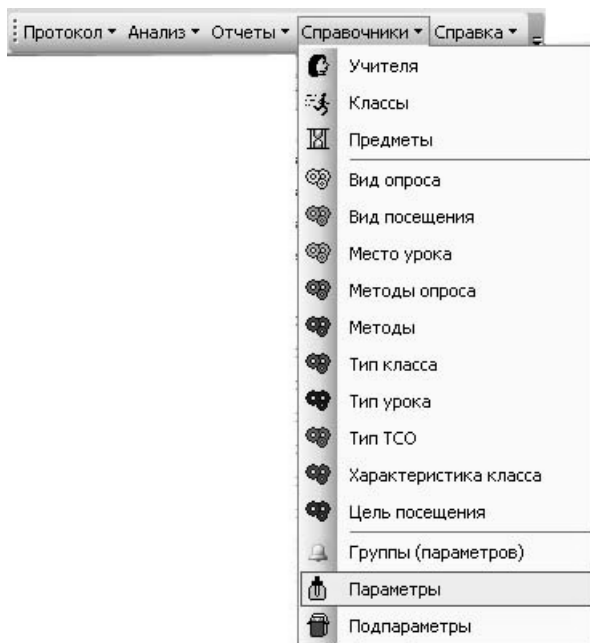 Протокол Анализ Отчеты Справочники Справка
Учителя
Классы
Предметы
Вид опроса
Вид посещения
Место урока
Методы опроса
Методы
Тип класса
Тип урока
Тип ТСО
Характеристика класса
Цель посещения
Группы (параметров)
Параметры
Подпараметры